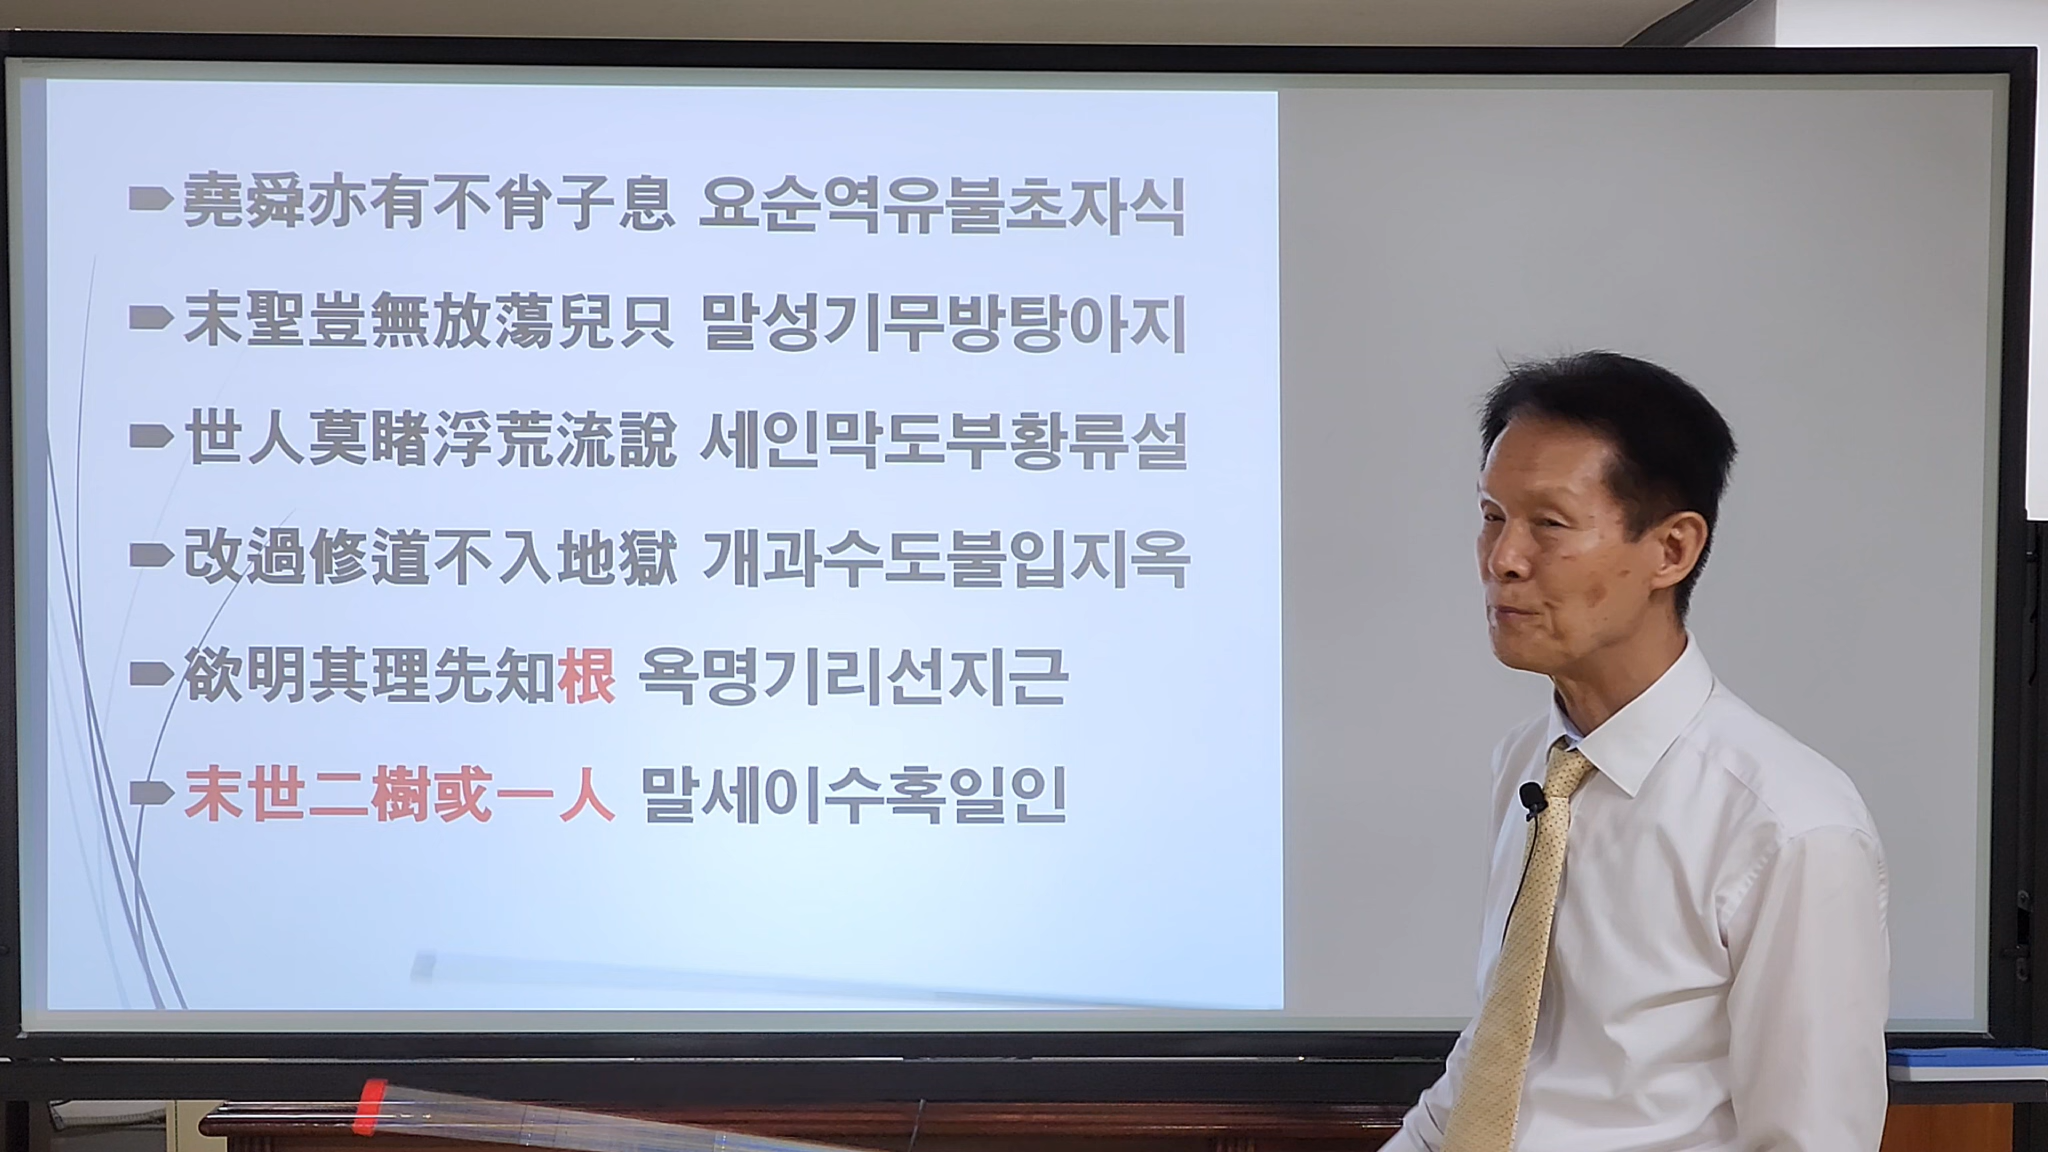 堯舜亦有不肖子息 요순역유불초자식
末聖豈無放蕩兒只 말성기무방탕아지
世人莫睹浮荒流說 세인막도부황류설
改過修道不入地獄 개과수도불입지옥
欲明其理先知根 욕명기리선지근
末世二樹或一人 말세이수혹일인